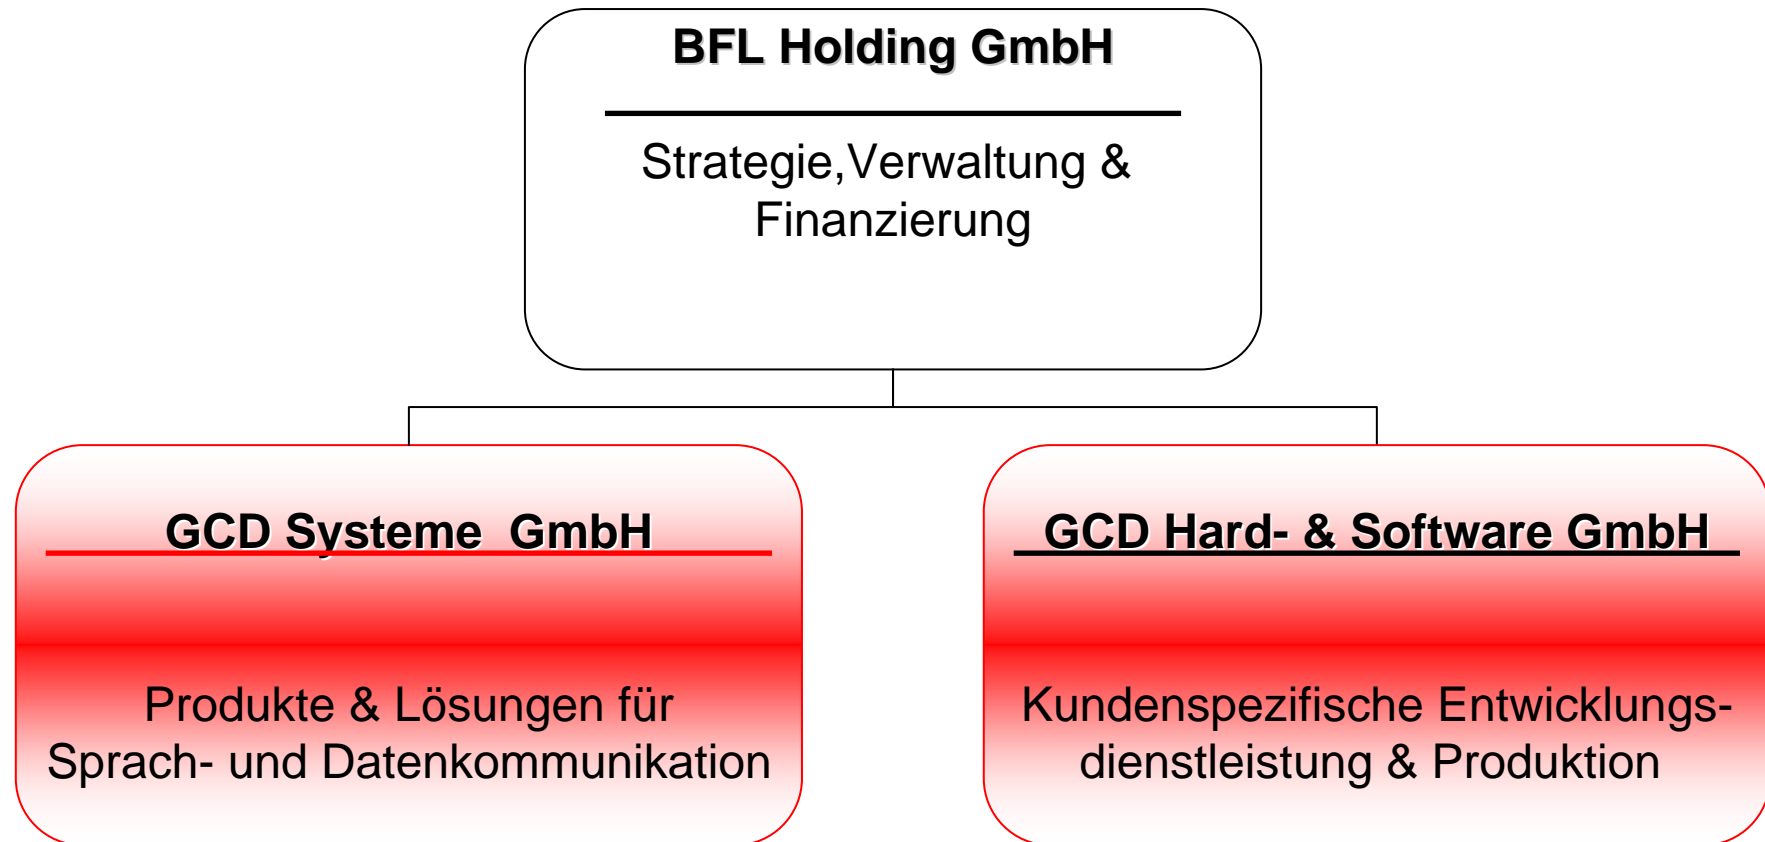 BFL Holding GmbH
Strategie,Verwaltung &
Finanzierung
GCD Systeme GmbH
Produkte & Lösungen für
Sprach- und Datenkommunikation
GCD Hard- & Software GmbH
Kundenspezifische Entwicklungs-
dienstleistung & Produktion